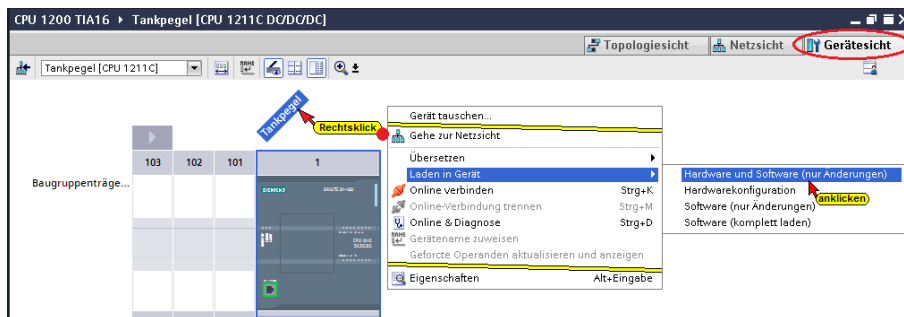 CPU 1200 TIA16 ▸ Tankpegel [CPU 1211C DC/DC/DC]
Topologiesicht
Netzsicht
Gerätesicht
Tankpegel [CPU 1211C]
Tankpegel
Rechtsklick
103
102
101
1
Baugruppenträge...
SIEMENS
Gerät tauschen...
Gehe zur Netzsicht
Übersetzen
Laden in Gerät
Online verbinden Strg+K
Online-Verbindung trennen Strg+M
Online & Diagnose Strg+D
Gerätename zuweisen
Geforcte Operanden aktualisieren und anzeigen
Eigenschaften Alt+Eingabe
Hardware und Software (nur Änderungen)
Hardwarekonfiguration
anklicken
Software (nur Änderungen)
Software (komplett laden)